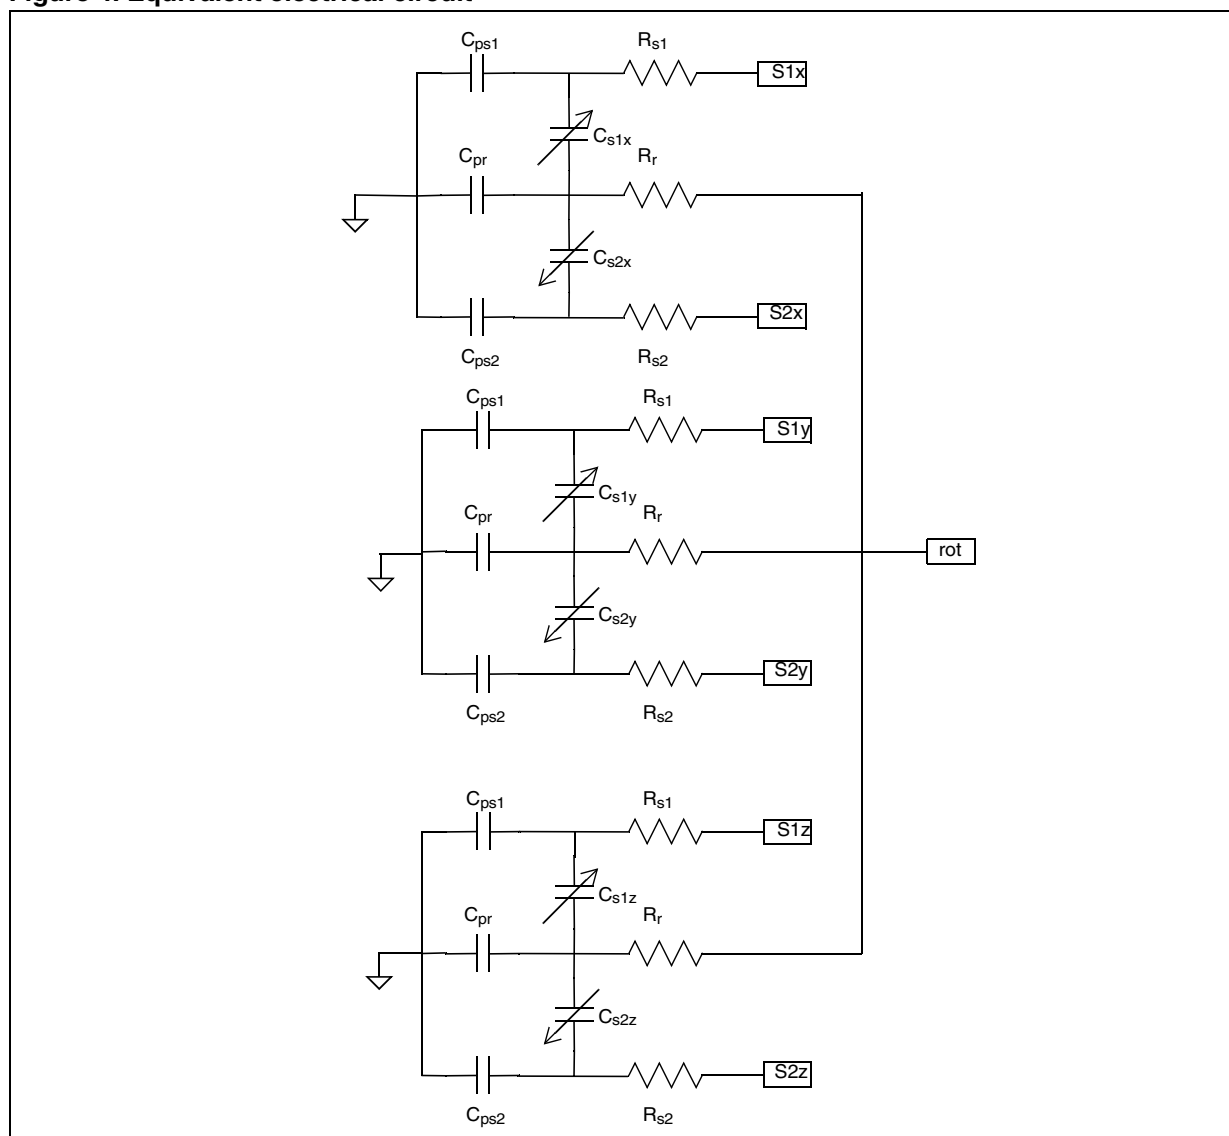 Figure 4. Equivalent electrical circuit
Cps1
Rs1
S1x
Cs1x
Cpr
Rr
Cs2x
S2x
Cps2
Rs2
Cps1
Rs1
S1y
Cs1y
Cpr
Rr
rot
Cs2y
S2y
Cps2
Rs2
Cps1
Rs1
S1z
Cs1z
Cpr
Rr
Cs2z
S2z
Cps2
Rs2